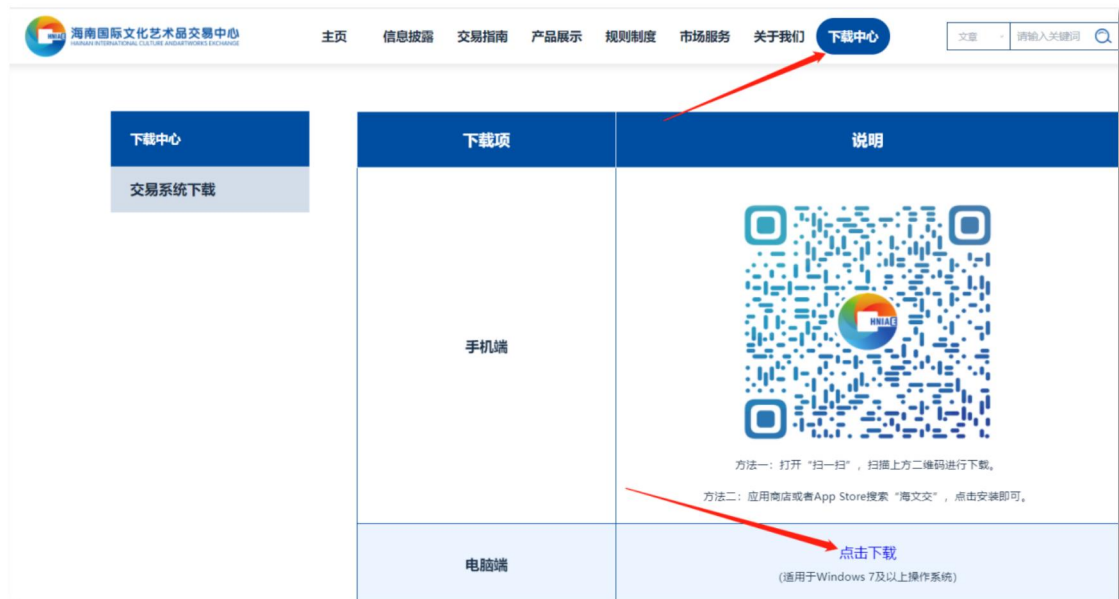 海南国际文化艺术品交易中心
HAINAN INTERNATIONAL CULTURE ANDARTWORKS EXCHANGE
主页 信息披露 交易指南 产品展示 规则制度 市场服务 关于我们 下载中心
文章 请输入关键词
下载中心
交易系统下载
下载项 说明
HNIAE
手机端
方法一：打开“扫一扫”，扫描上方二维码进行下载。
方法二：应用商店或者App Store搜索“海文交”，点击安装即可。
电脑端
点击下载
(适用于Windows 7及以上操作系统)